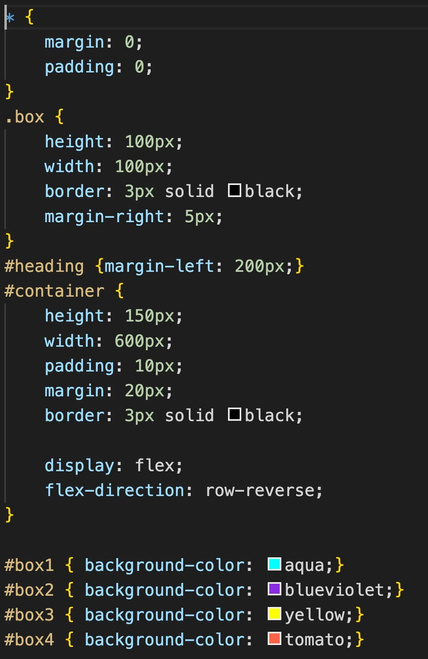 * {
    margin: 0;
    padding: 0;
}
.box {
    height: 100px;
    width: 100px;
    border: 3px solid black;
    margin-right: 5px;
}
#heading {margin-left: 200px;}
#container {
    height: 150px;
    width: 600px;
    padding: 10px;
    margin: 20px;
    border: 3px solid black;

    display: flex;
    flex-direction: row-reverse;
}

#box1 { background-color: aqua;}
#box2 { background-color: blueviolet;}
#box3 { background-color: yellow;}
#box4 { background-color: tomato;}